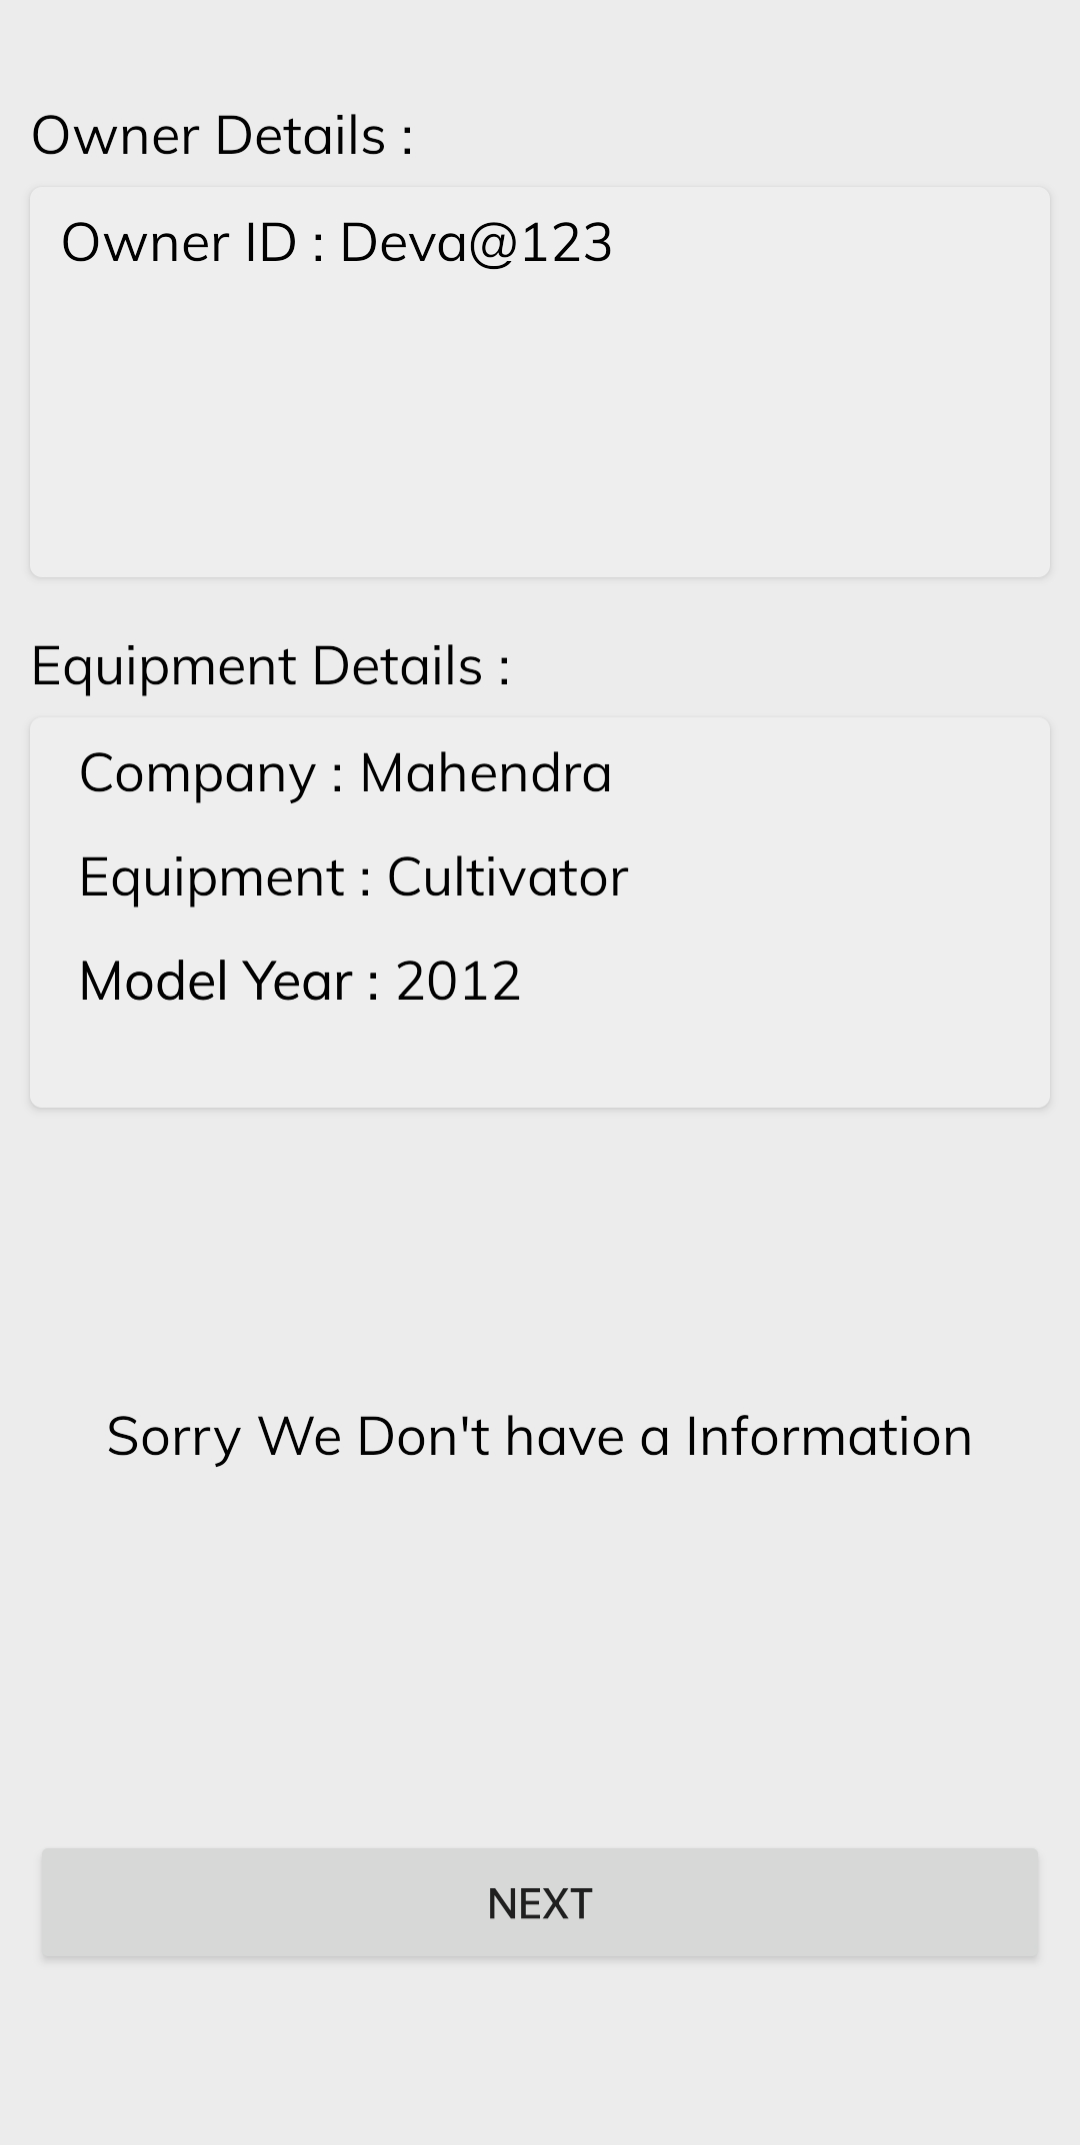 Owner Details :
Owner ID : Deva@123
Equipment Details :
Company : Mahendra
Equipment : Cultivator
Model Year : 2012
Sorry We Don't have a Information
NEXT